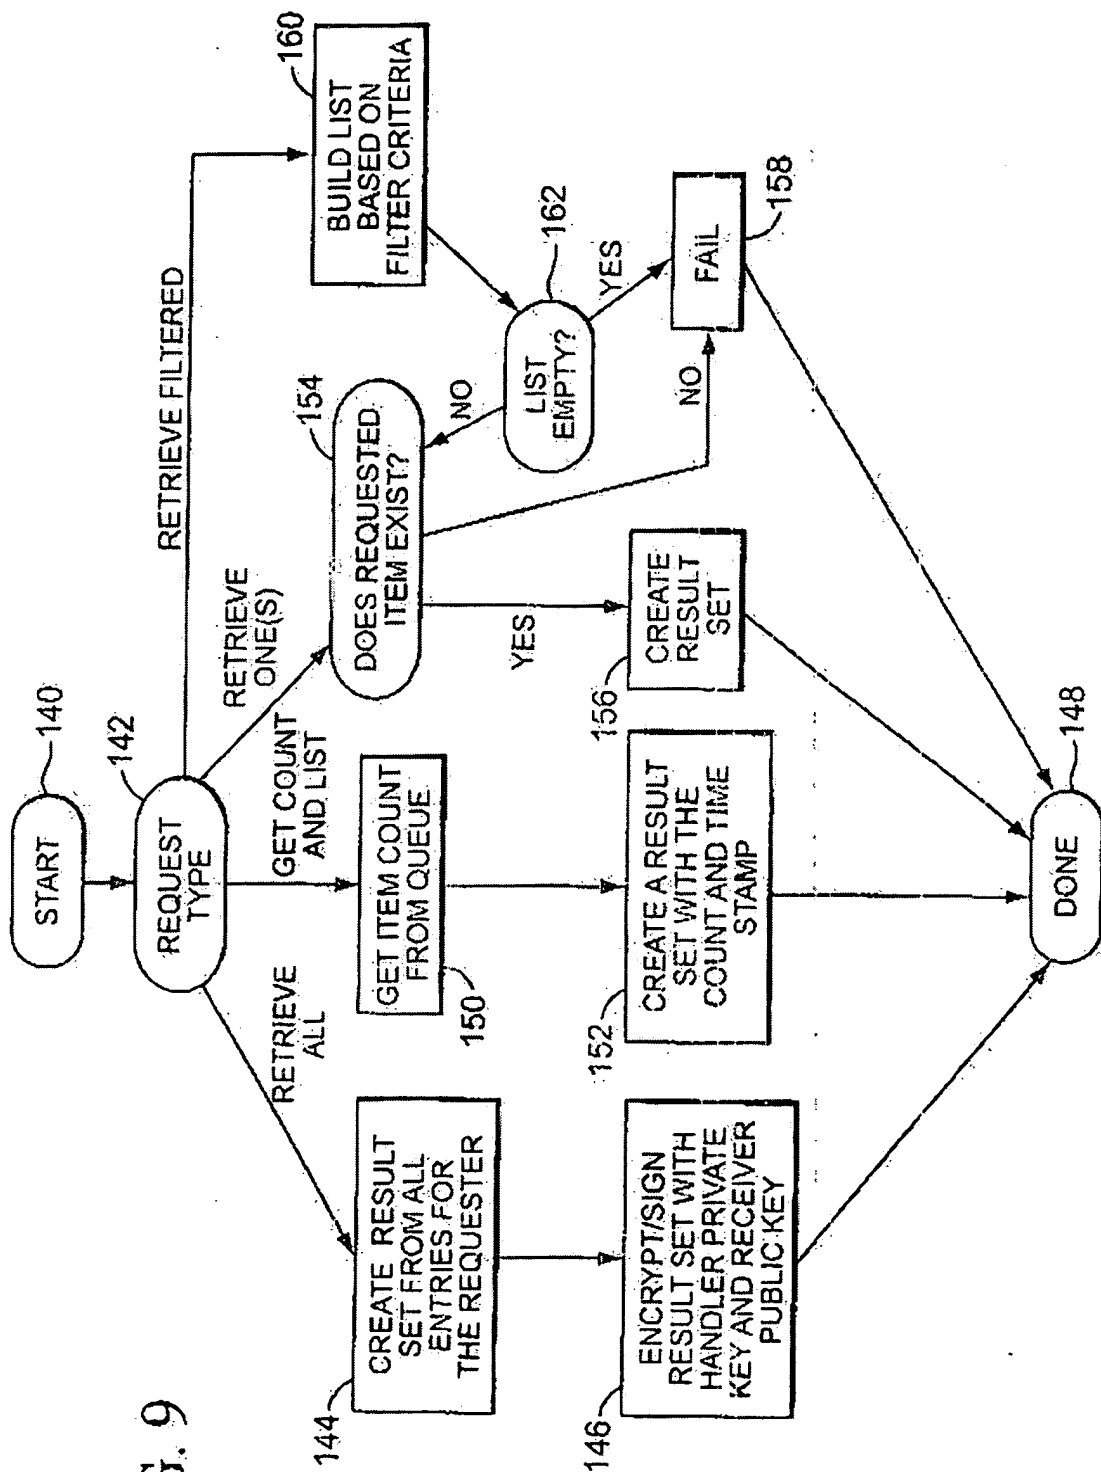 START
140
REQUEST
TYPE
142
RETRIEVE
ALL
GET COUNT
AND LIST
RETRIEVE
ONE(S)
RETRIEVE FILTERED
CREATE RESULT
SET FROM ALL
ENTRIES FOR
THE REQUESTER
144
GET ITEM COUNT
FROM QUEUE
150
DOES REQUESTED
ITEM EXIST?
154
BUILD LIST
BASED ON
FILTER CRITERIA
160
NO
LIST
EMPTY?
162
YES
YES
NO
ENCRYPT/SIGN
RESULT SET WITH
HANDLER PRIVATE
KEY AND RECEIVER
PUBLIC KEY
146
CREATE A RESULT
SET WITH THE
COUNT AND TIME
STAMP
152
CREATE
RESULT
SET
156
FAIL
158
DONE
148
G. 9